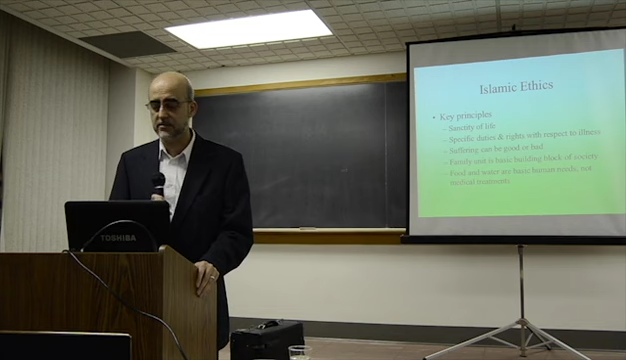 Islamic Ethics
• Key principles
– Sanctity of life
– Specific duties & rights with respect to illness
– Suffering can be good or bad
– Family unit is basic building block of society
– Food and water are basic human needs, not
medical treatments
TOSHIBA